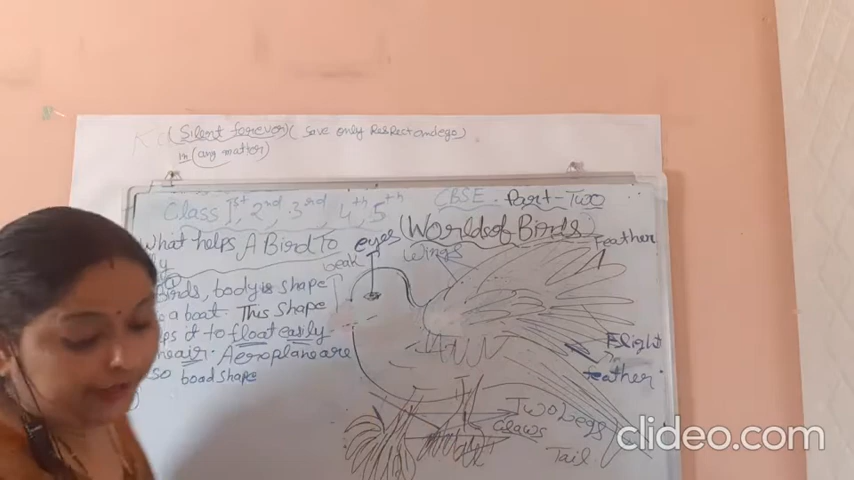 (Silent forever) (Save only Respect and ego)
m (any matter)
Class 1st, 2nd, 3rd, 4th, 5th
CBSE. Part-Two
What helps A Bird To
(Worlds of Birds)
eyes
beak
Wings
Feather
Birds, body is shape
a boat. This shape
it to float easily
air. Aeroplane are
so boad shape
Flight
feather
Two Legs
Claws
Tail
clideo.com